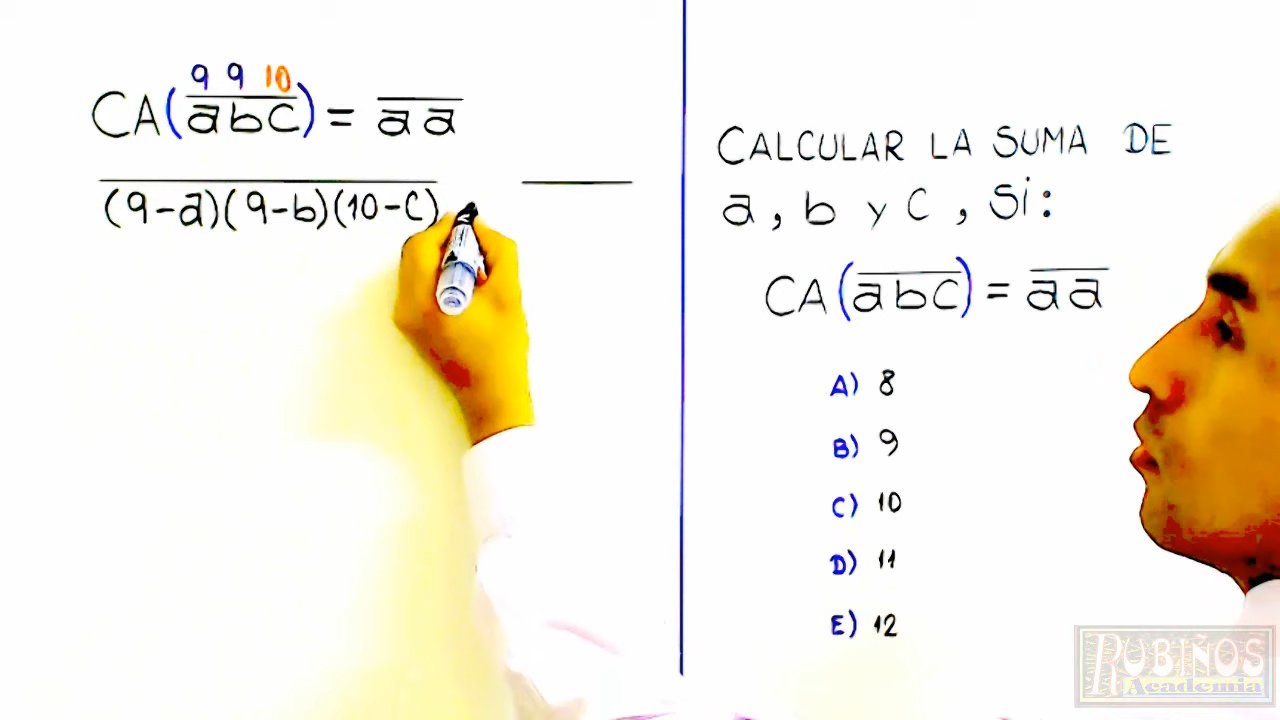 9 9 10
CA(abc) = aa
(9-a)(9-b)(10-c)
CALCULAR LA SUMA DE
a, b y c, Si:
CA(abc) = aa
A) 8
B) 9
C) 10
D) 11
E) 12
RUBIÑOS
Academia